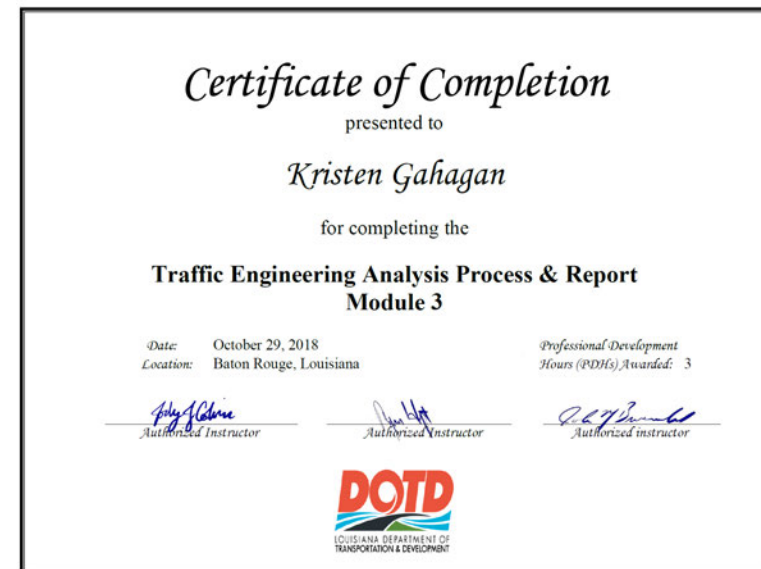 Certificate of Completion
presented to
Kristen Gahagan
for completing the
Traffic Engineering Analysis Process & Report
Module 3
Date: October 29, 2018
Location: Baton Rouge, Louisiana
Professional Development
Hours (PDHs) Awarded: 3
Authorized Instructor
Authorized Instructor
Authorized instructor
DOTD
LOUISIANA DEPARTMENT OF
TRANSPORTATION & DEVELOPMENT